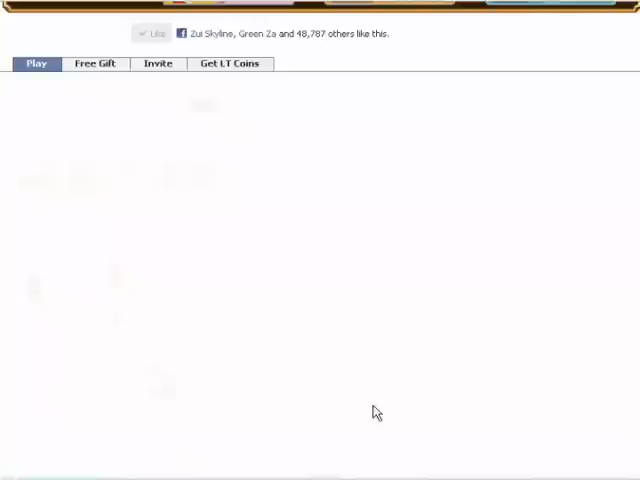 Like
Zui Skyline, Green Za and 48,787 others like this.
Play Free Gift Invite Get LT Coins